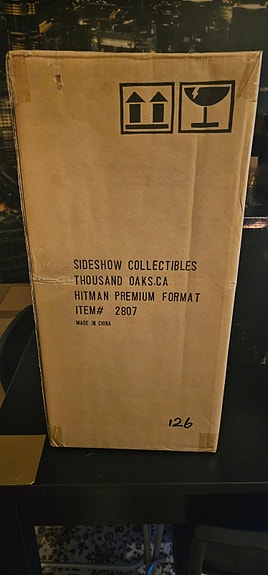 SIDESHOW COLLECTIBLES
THOUSAND OAKS.CA
HITMAN PREMIUM FORMAT
ITEM# 2807
MADE IN CHINA
126